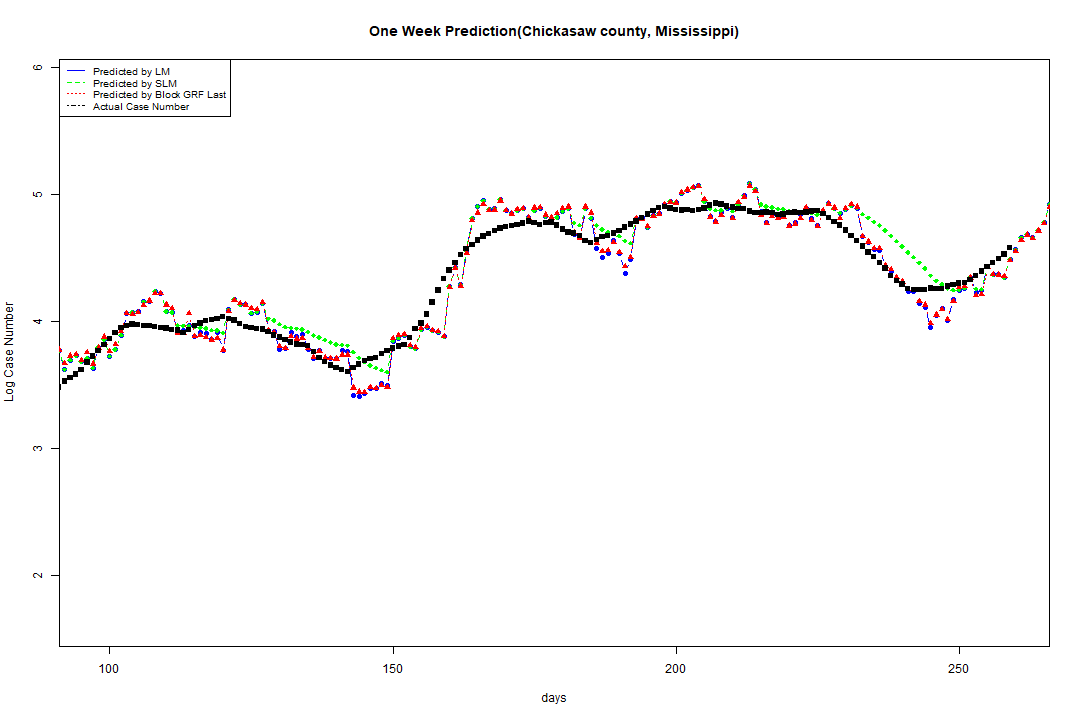 One Week Prediction(Chickasaw county, Mississippi)
Predicted by LM
Predicted by SLM
Predicted by Block GRF Last
Actual Case Number
Log Case Number
6
5
4
3
2
100
150
200
250
days